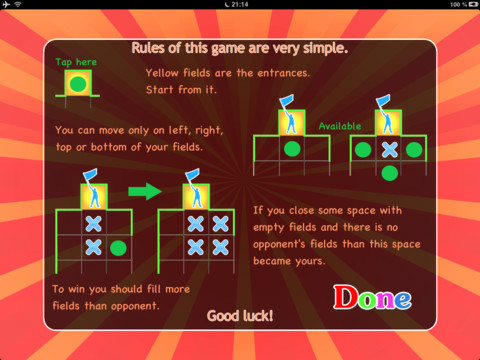 21:14
100 %
Rules of this game are very simple.
Tap here
Yellow fields are the entrances.
Start from it.
You can move only on left, right,
top or bottom of your fields.
Available
If you close some space with
empty fields and there is no
opponent's fields than this space
became yours.
To win you should fill more
fields than opponent.
Done
Good luck!